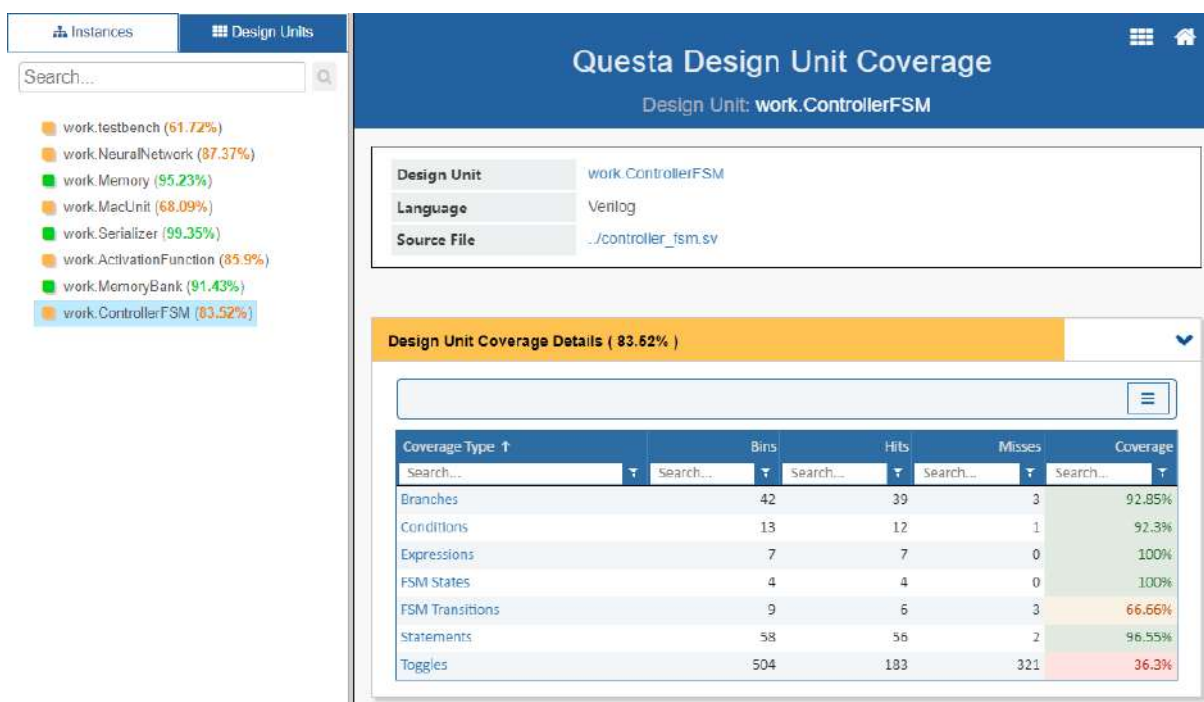 Instances Design Units
Search...
work.testbench (61.72%)
work.NeuralNetwork (87.37%)
work.Memory (95.23%)
work.MacUnit (68.09%)
work.Serializer (99.35%)
work.ActivationFunction (85.9%)
work.MemoryBank (91.43%)
work.ControllerFSM (83.52%)
Questa Design Unit Coverage
Design Unit: work.ControllerFSM
Design Unit work.ControllerFSM
Language Verilog
Source File ../controller_fsm.sv
Design Unit Coverage Details ( 83.52% )
Coverage Type ↑ Bins Hits Misses Coverage
Search... Search... Search... Search... Search...
Branches 42 39 3 92.85%
Conditions 13 12 1 92.3%
Expressions 7 7 0 100%
FSM States 4 4 0 100%
FSM Transitions 9 6 3 66.66%
Statements 58 56 2 96.55%
Toggles 504 183 321 36.3%